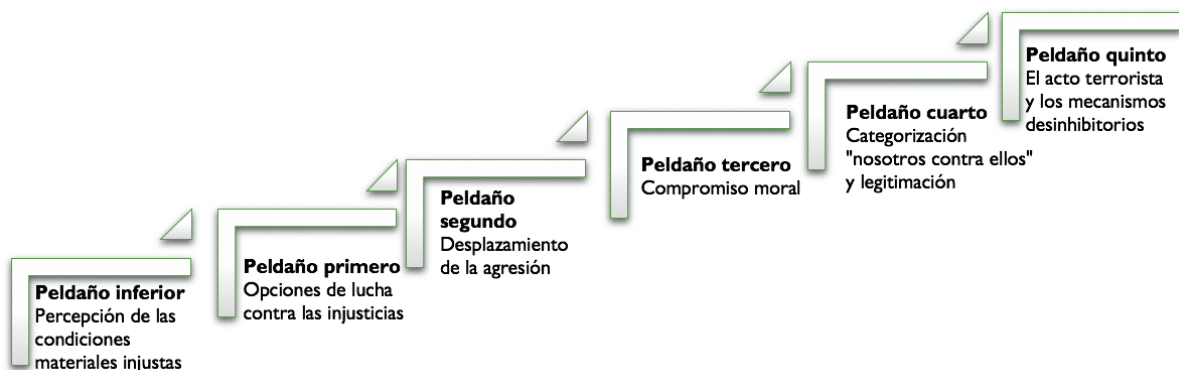 Peldaño inferior
Percepción de las
condiciones
materiales injustas
Peldaño primero
Opciones de lucha
contra las injusticias
Peldaño
segundo
Desplazamiento
de la agresión
Peldaño tercero
Compromiso moral
Peldaño cuarto
Categorización
"nosotros contra ellos"
y legitimación
Peldaño quinto
El acto terrorista
y los mecanismos
desinhibitorios